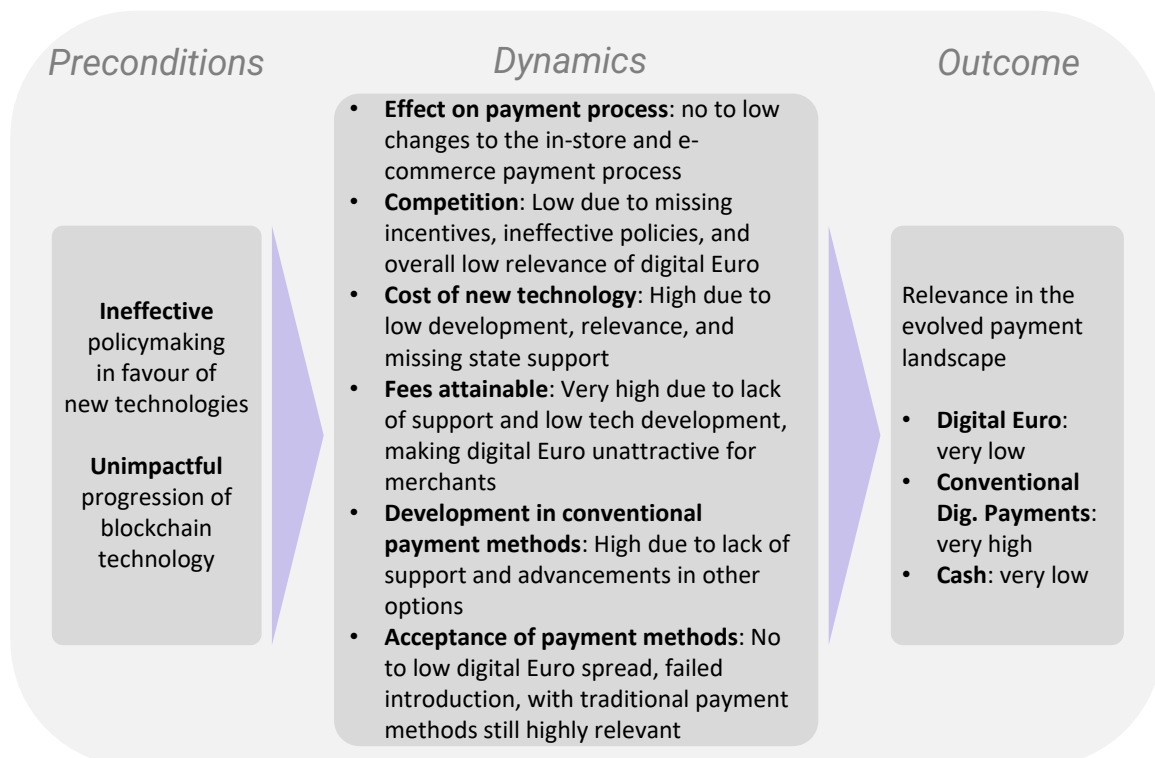 Preconditions
Dynamics
Outcome
Ineffective
policymaking
in favour of
new technologies
Unimpactful
progression of
blockchain
technology
• Effect on payment process: no to low
changes to the in-store and e-
commerce payment process
• Competition: Low due to missing
incentives, ineffective policies, and
overall low relevance of digital Euro
• Cost of new technology: High due to
low development, relevance, and
missing state support
• Fees attainable: Very high due to lack
of support and low tech development,
making digital Euro unattractive for
merchants
• Development in conventional
payment methods: High due to lack of
support and advancements in other
options
• Acceptance of payment methods: No
to low digital Euro spread, failed
introduction, with traditional payment
methods still highly relevant
Relevance in the
evolved payment
landscape
• Digital Euro:
very low
• Conventional
Dig. Payments:
very high
• Cash: very low